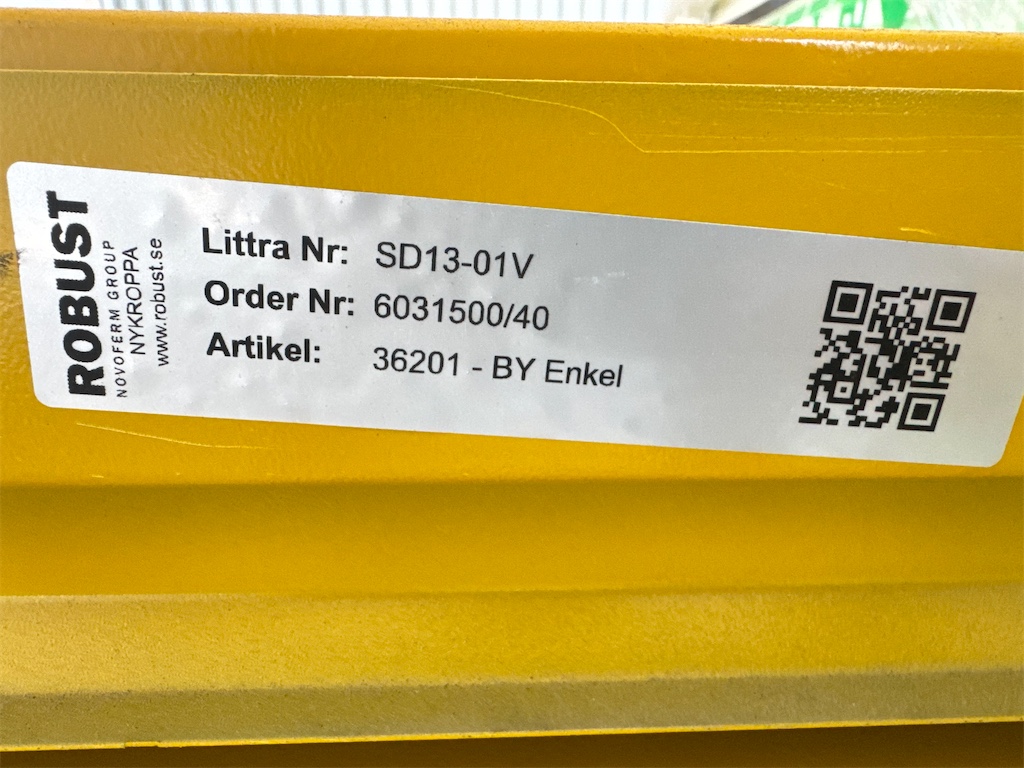 ROBUST
NOVOFERM GROUP
NYKROPPA
www.robust.se
Littra Nr: SD13-01V
Order Nr: 6031500/40
Artikel: 36201 - BY Enkel